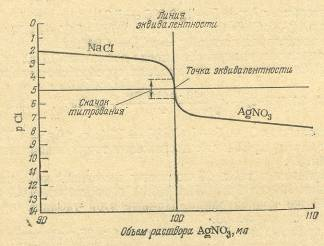 Линия
эквивалентности
pCl
0
1
2
3
4
5
6
7
8
9
10
11
12
13
14
NaCl
Точка эквивалентности
Скачок
титрования
AgNO3
90
100
110
Объем раствора AgNO3, мл